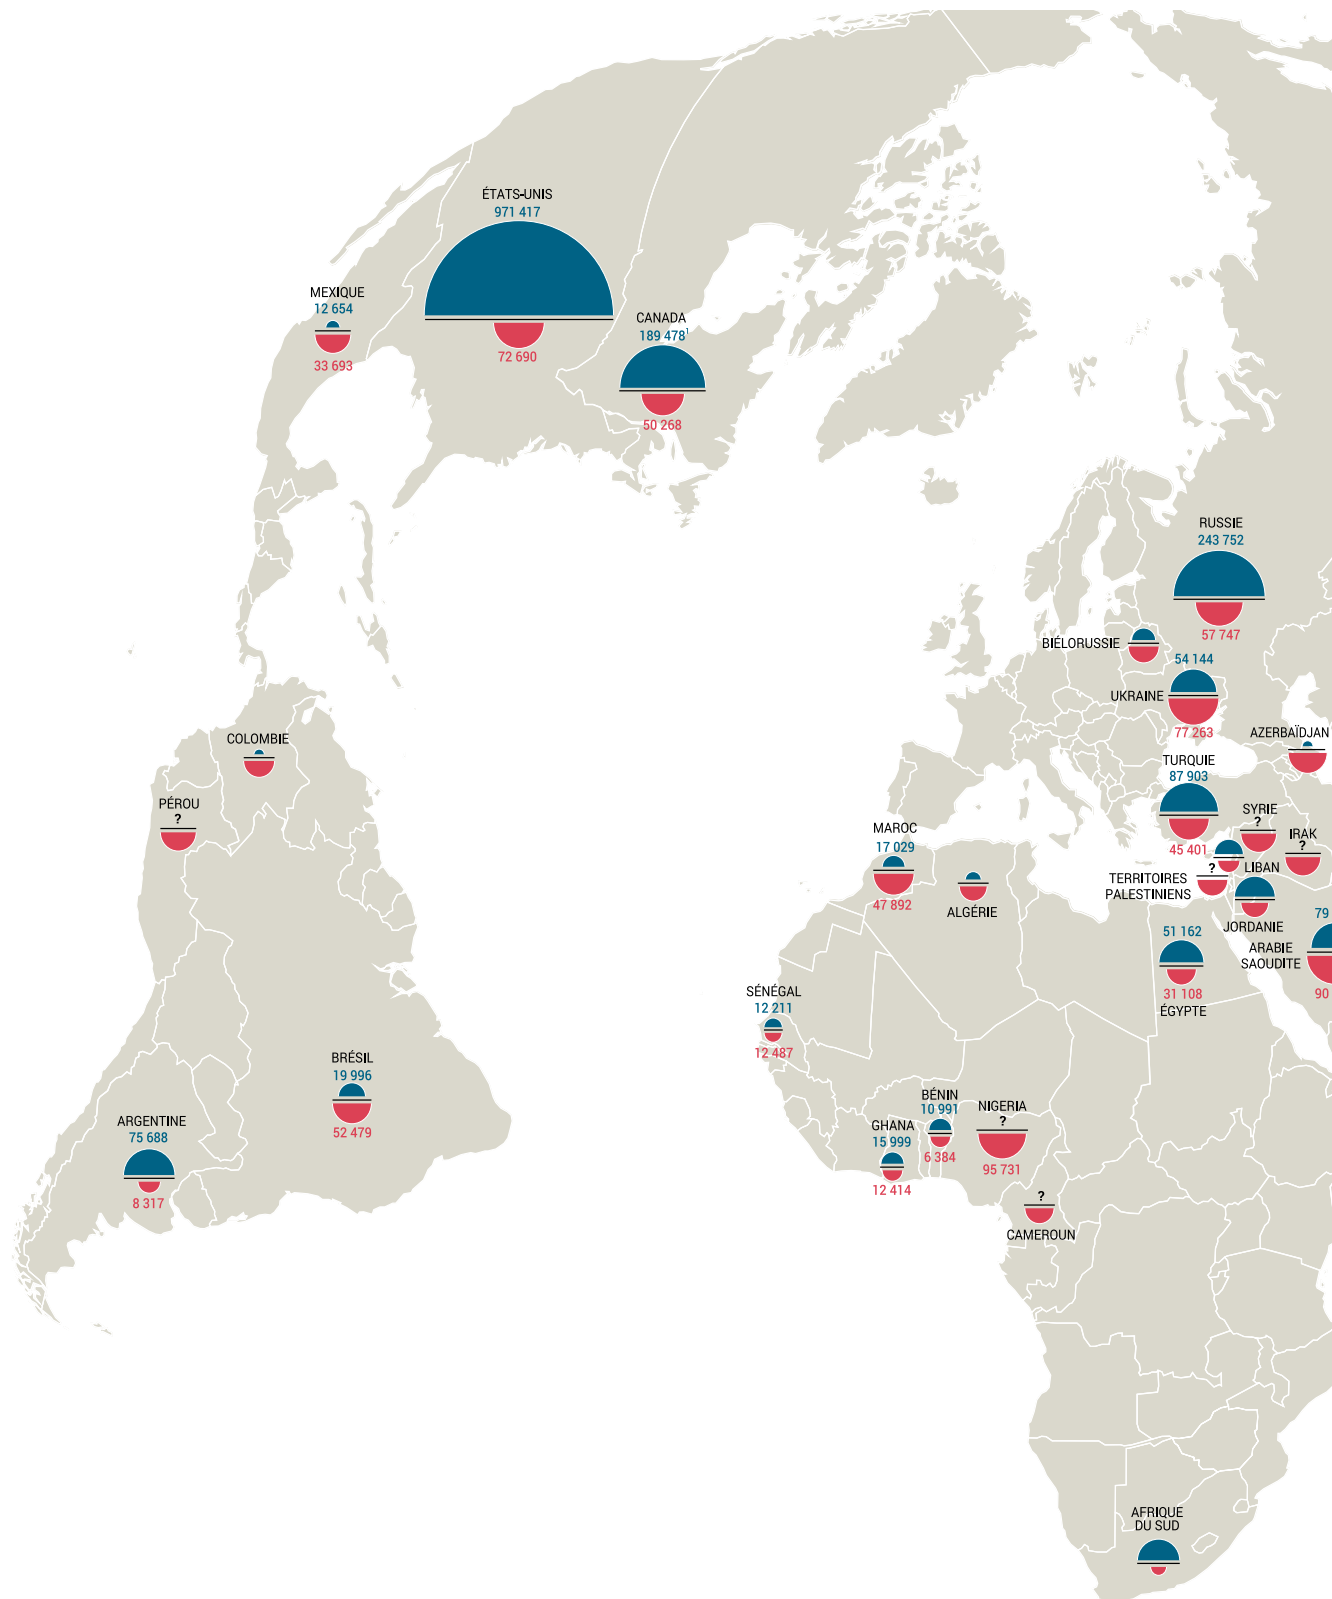 ÉTATS-UNIS
971 417
72 690
MEXIQUE
12 654
33 693
CANADA
189 478¹
50 268
RUSSIE
243 752
57 747
BIÉLORUSSIE
54 144
UKRAINE
77 263
AZERBAÏDJAN
COLOMBIE
PÉROU
?
TURQUIE
87 903
45 401
SYRIE
?
IRAK
?
MAROC
17 029
47 892
ALGÉRIE
LIBAN
?
TERRITOIRES
PALESTINIENS
JORDANIE
79
ARABIE
SAOUDITE
90
51 162
31 108
ÉGYPTE
SÉNÉGAL
12 211
12 487
BRÉSIL
19 996
52 479
ARGENTINE
75 688
8 317
BÉNIN
10 991
6 384
GHANA
15 999
12 414
NIGERIA
?
95 731
?
CAMEROUN
AFRIQUE
DU SUD